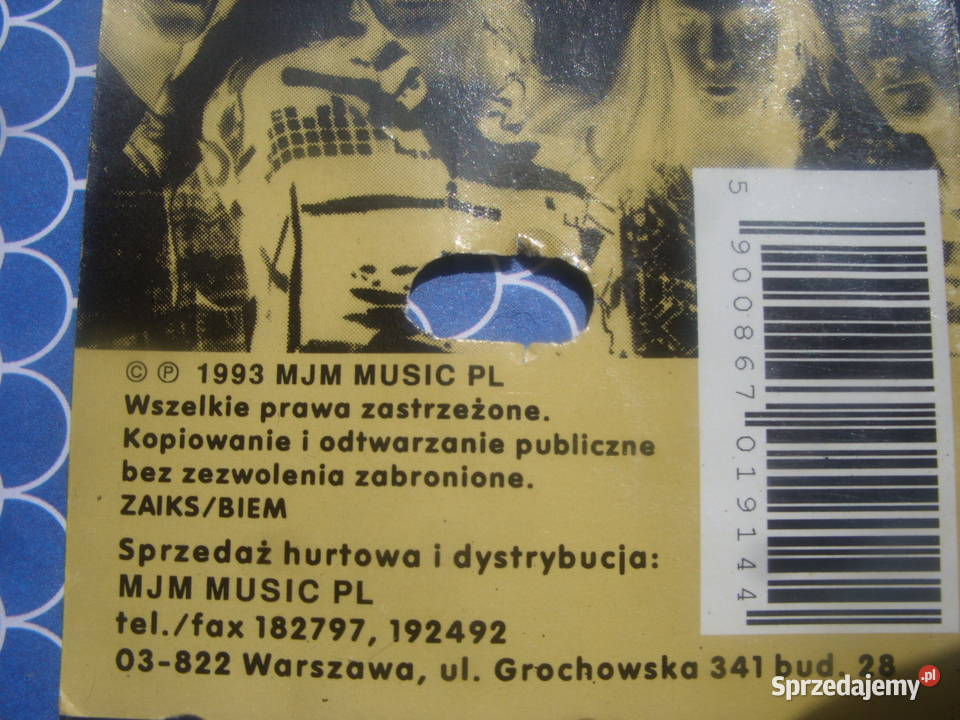 © ℗ 1993 MJM MUSIC PL
Wszelkie prawa zastrzeżone.
Kopiowanie i odtwarzanie publiczne
bez zezwolenia zabronione.
ZAIKS/BIEM
Sprzedaż hurtowa i dystrybucja:
MJM MUSIC PL
tel./fax 182797, 192492
03-822 Warszawa, ul. Grochowska 341 bud. 28
5 900867 019144
Sprzedajemy.pl